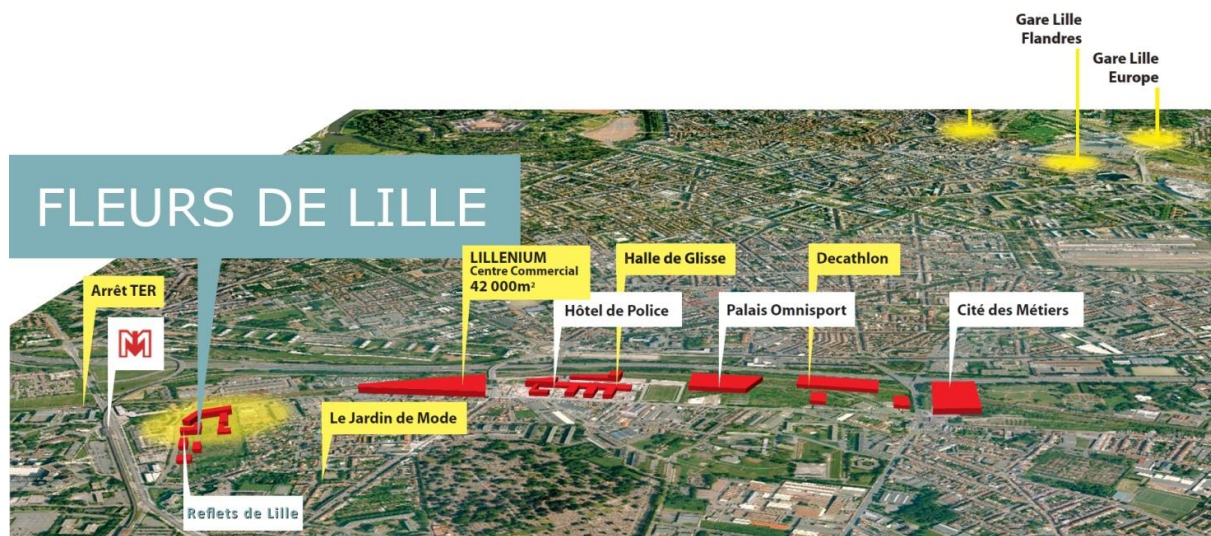 Gare Lille
Flandres
Gare Lille
Europe
FLEURS DE LILLE
LILLENIUM
Centre Commercial
42 000m²
Halle de Glisse
Decathlon
Arrêt TER
Hôtel de Police
Palais Omnisport
Cité des Métiers
M
Le Jardin de Mode
Reflets de Lille